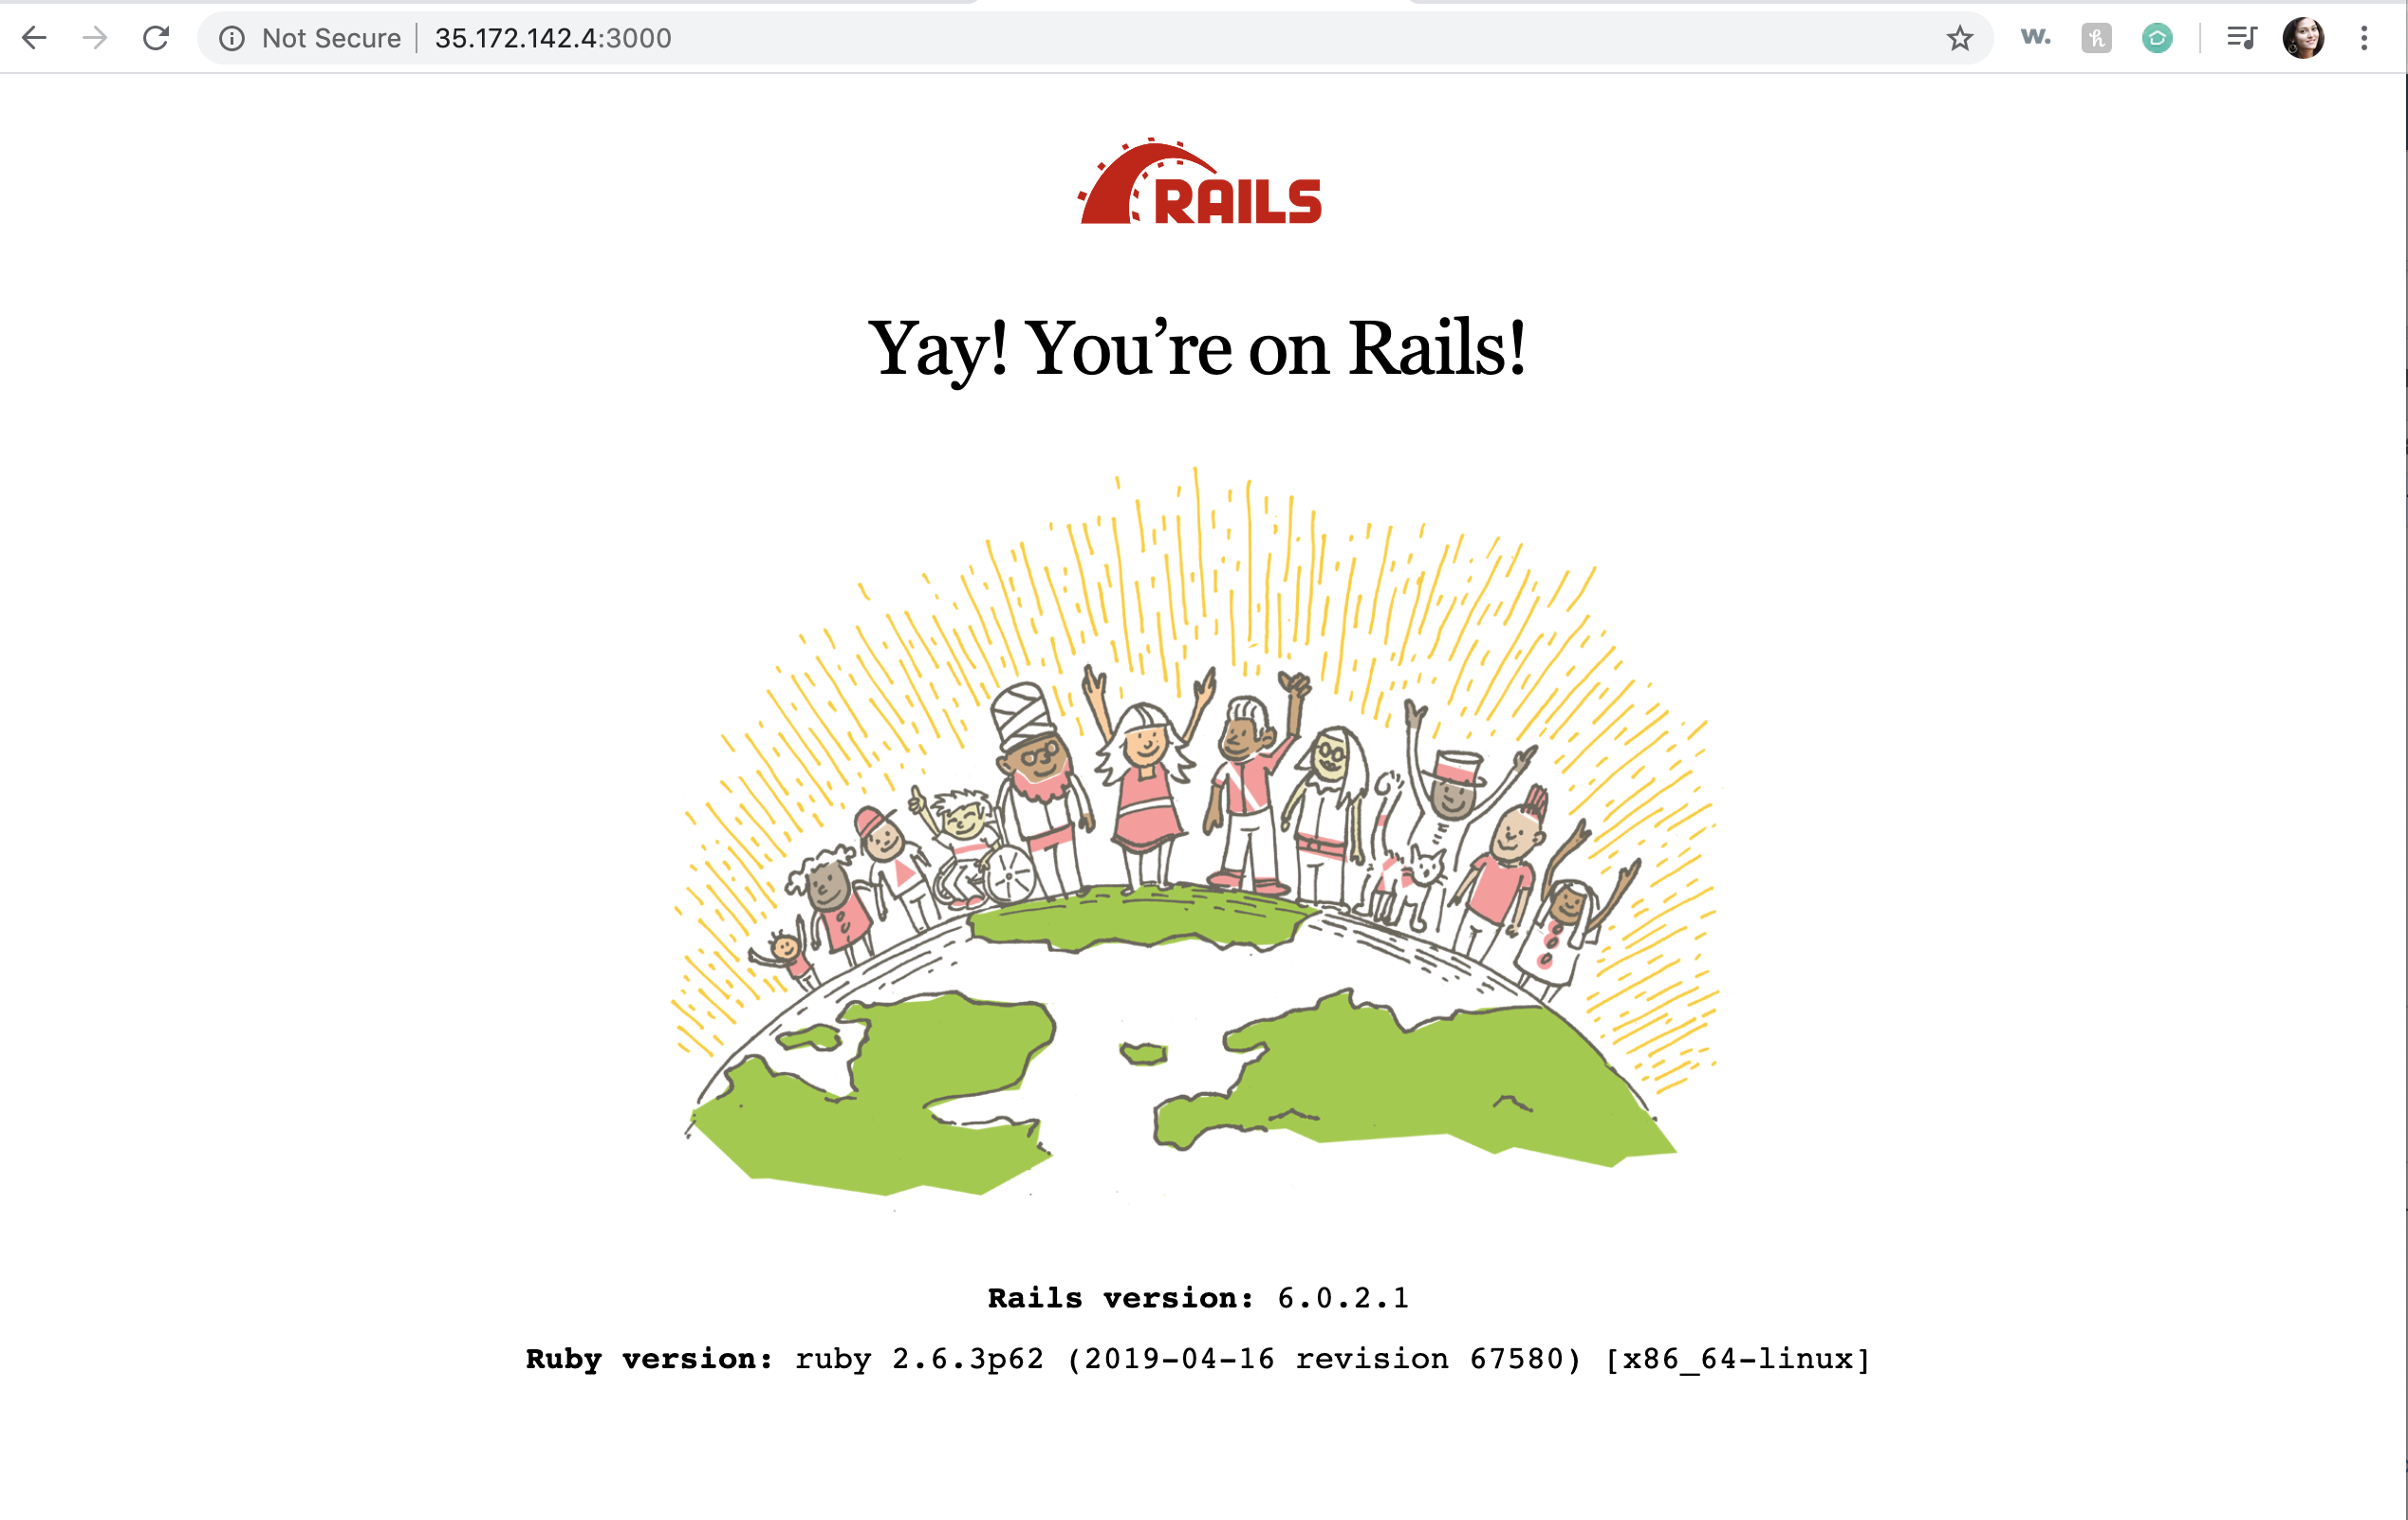 Not Secure 35.172.142.4:3000
w.
h
RAILS
Yay! You’re on Rails!
Rails version: 6.0.2.1
Ruby version: ruby 2.6.3p62 (2019-04-16 revision 67580) [x86_64-linux]